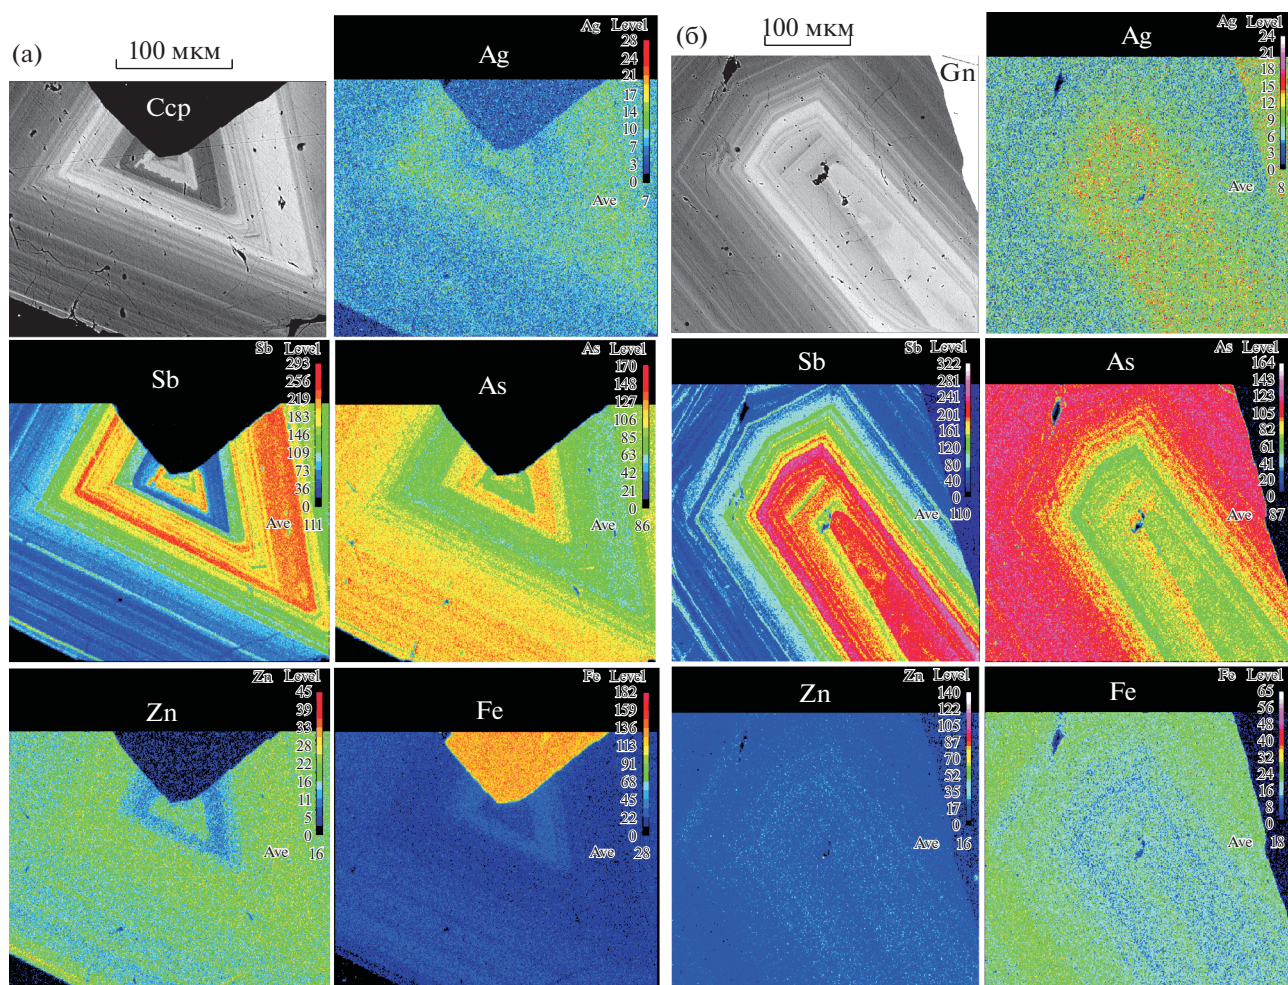 (а)
100 мкм
Ccp
Ag
Ag Level
28
24
21
17
14
10
7
3
0
Ave 7
(б)
100 мкм
Gn
Ag
Ag Level
24
21
18
15
12
9
6
3
0
Ave 8
Sb
Sb Level
293
256
219
183
146
109
73
36
0
Ave 111
As
As Level
170
148
127
106
85
63
42
21
0
Ave 86
Sb
Sb Level
322
281
241
201
161
120
80
40
0
Ave 110
As
As Level
164
143
123
105
82
61
41
20
0
Ave 87
Zn
Zn Level
45
39
33
28
22
16
11
5
0
Ave 16
Fe
Fe Level
182
159
136
113
91
68
45
22
0
Ave 28
Zn
Zn Level
140
122
105
87
70
52
35
17
0
Ave 16
Fe
Fe Level
65
56
48
40
32
24
16
8
0
Ave 18